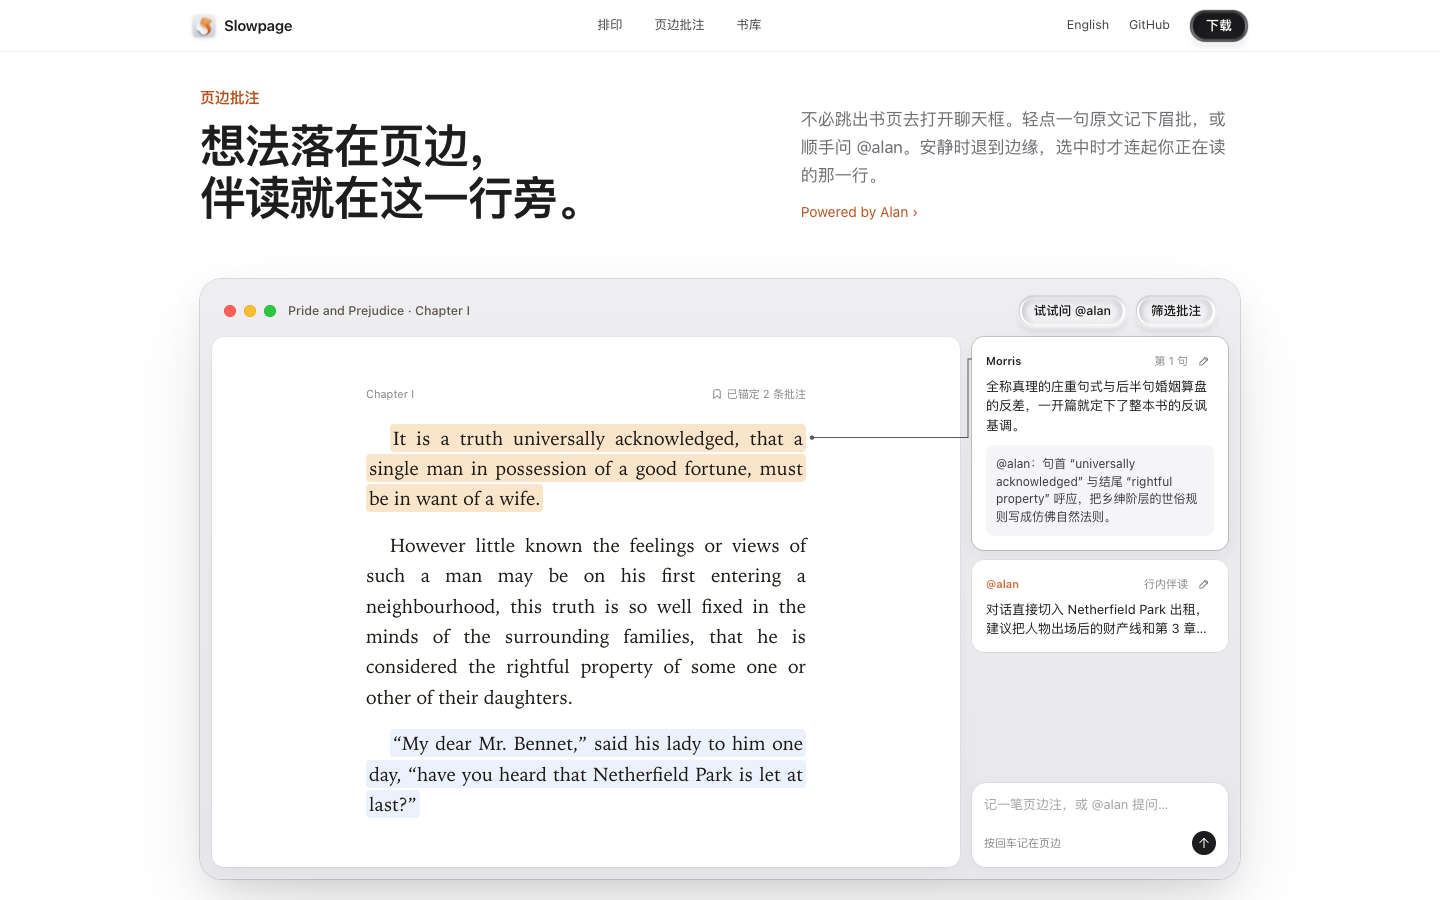 Slowpage
排印
页边批注
书库
English
GitHub
下载
页边批注
想法落在页边，
伴读就在这一行旁。
不必跳出书页去打开聊天框。轻点一句原文记下眉批，或
顺手问 @alan。安静时退到边缘，选中时才连起你正在读
的那一行。
Powered by Alan ›
Pride and Prejudice · Chapter I
试试问 @alan
筛选批注
Chapter I
已锚定 2 条批注
It is a truth universally acknowledged, that a
single man in possession of a good fortune, must
be in want of a wife.
However little known the feelings or views of
such a man may be on his first entering a
neighbourhood, this truth is so well fixed in the
minds of the surrounding families, that he is
considered the rightful property of some one or
other of their daughters.
“My dear Mr. Bennet,” said his lady to him one
day, “have you heard that Netherfield Park is let at
last?”
Morris
第 1 句
全称真理的庄重句式与后半句婚姻算盘
的反差，一开篇就定下了整本书的反讽
基调。
@alan：句首 “universally
acknowledged” 与结尾 “rightful
property” 呼应，把乡绅阶层的世俗规
则写成仿佛自然法则。
@alan
行内伴读
对话直接切入 Netherfield Park 出租，
建议把人物出场后的财产线和第 3 章...
记一笔页边注，或 @alan 提问...
按回车记在页边